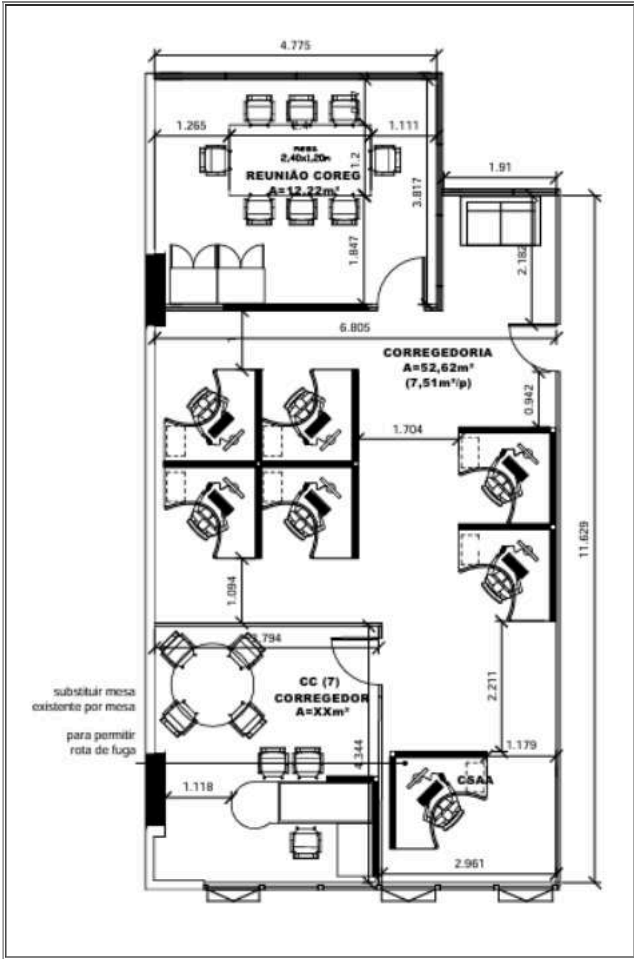 4.775
1.265
2.4
1.111
mesa
2,40x1,20m
1.2
REUNIÃO COREG
A=12,22m²
3.817
1.91
1.847
2.182
6.805
1
CORREGEDORIA
A=52,62m²
(7,51m²/p)
0.942
1.704
11.629
1.094
3.794
CC (7)
CORREGEDOR
A=XXm²
2.211
substituir mesa
existente por mesa
para permitir
rota de fuga
4.344
1.179
CSAA
1.118
2.961